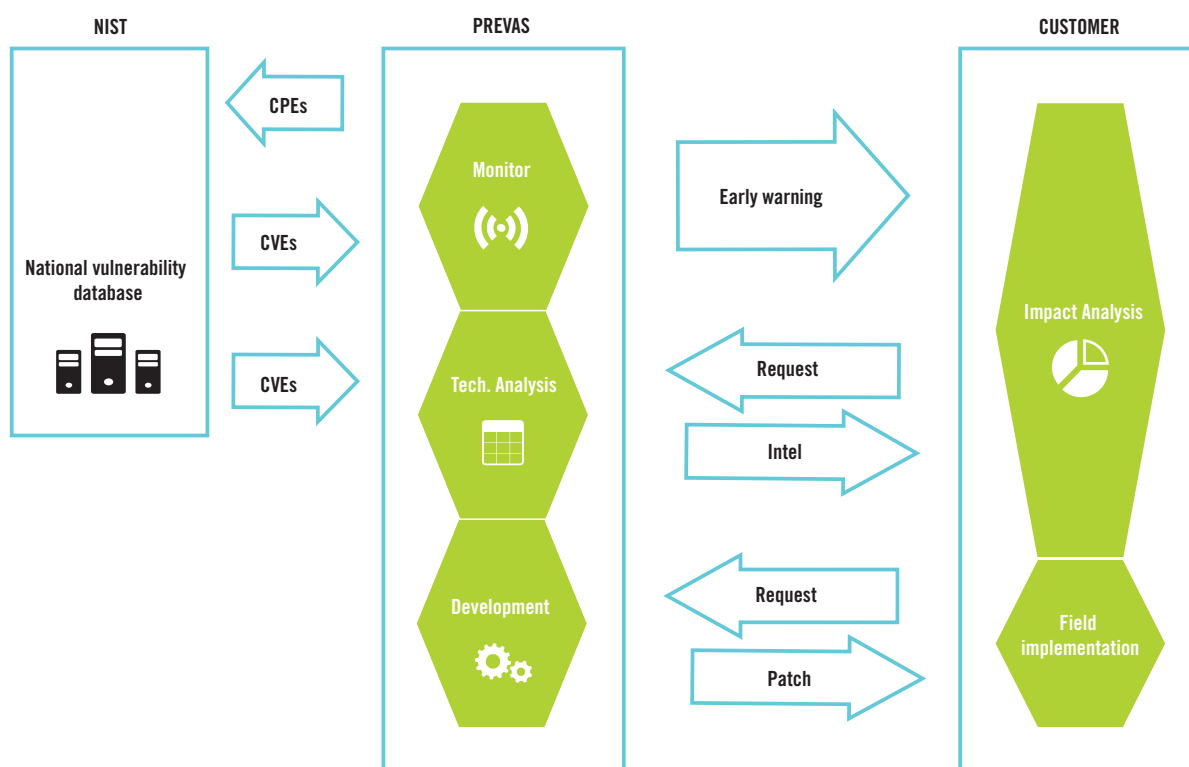 NIST
PREVAS
CUSTOMER
CPEs
Monitor
Early warning
CVEs
National vulnerability
database
Impact Analysis
CVEs
Tech. Analysis
Request
Intel
Development
Request
Field
implementation
Patch